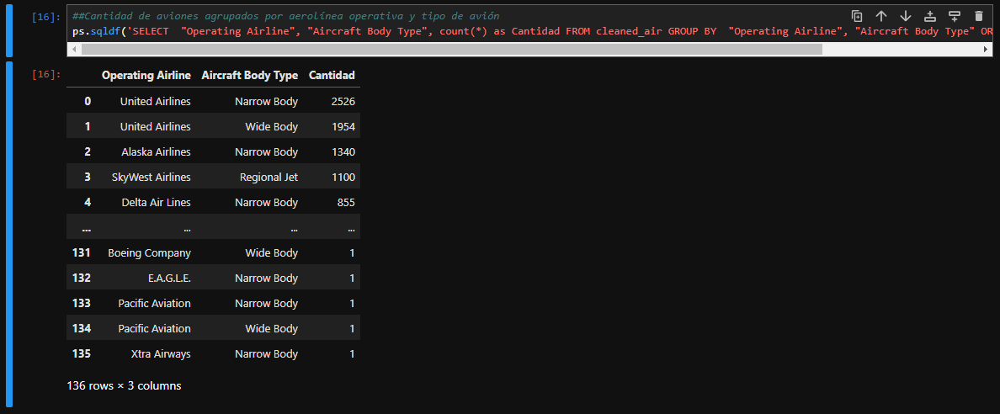 [16]: ##Cantidad de aviones agrupados por aerolínea operativa y tipo de avión
ps.sqldf('SELECT  "Operating Airline", "Aircraft Body Type", count(*) as Cantidad FROM cleaned_air GROUP BY  "Operating Airline", "Aircraft Body Type" OR
[16]: Operating Airline Aircraft Body Type Cantidad
0 United Airlines Narrow Body 2526
1 United Airlines Wide Body 1954
2 Alaska Airlines Narrow Body 1340
3 SkyWest Airlines Regional Jet 1100
4 Delta Air Lines Narrow Body 855
... ... ... ...
131 Boeing Company Wide Body 1
132 E.A.G.L.E. Narrow Body 1
133 Pacific Aviation Narrow Body 1
134 Pacific Aviation Wide Body 1
135 Xtra Airways Narrow Body 1
136 rows × 3 columns